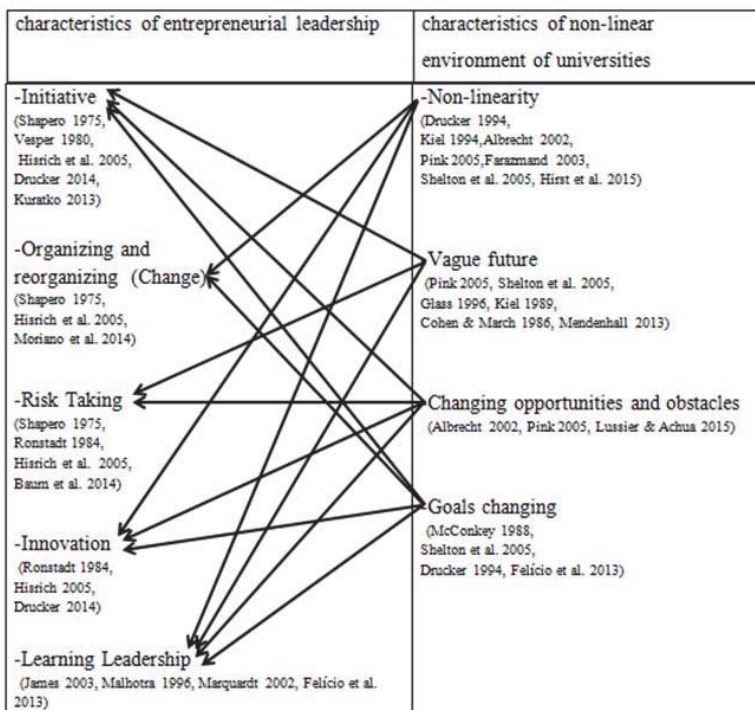 characteristics of entrepreneurial leadership
characteristics of non-linear
environment of universities
-Initiative
(Shapero 1975,
Vesper 1980,
Hisrich et al. 2005,
Drucker 2014,
Kuratko 2013)
-Organizing and
reorganizing (Change)
(Shapero 1975,
Hisrich et al. 2005,
Moriano et al. 2014)
-Risk Taking
(Shapero 1975,
Ronstadt 1984,
Hisrich et al. 2005,
Baum et al. 2014)
-Innovation
(Ronstadt 1984,
Hisrich 2005,
Drucker 2014)
-Learning Leadership
(James 2003, Malhotra 1996, Marquardt 2002, Felício et al.
2013)
-Non-linearity
(Drucker 1994,
Kiel 1994,Albrecht 2002,
Pink 2005,Farazmand 2003,
Shelton et al. 2005, Hirst et al. 2015)
Vague future
(Pink 2005, Shelton et al. 2005,
Glass 1996, Kiel 1989,
Cohen & March 1986, Mendenhall 2013)
Changing opportunities and obstacles
(Albrecht 2002, Pink 2005, Lussier & Achua 2015)
-Goals changing
(McConkey 1988,
Shelton et al. 2005,
Drucker 1994, Felício et al. 2013)